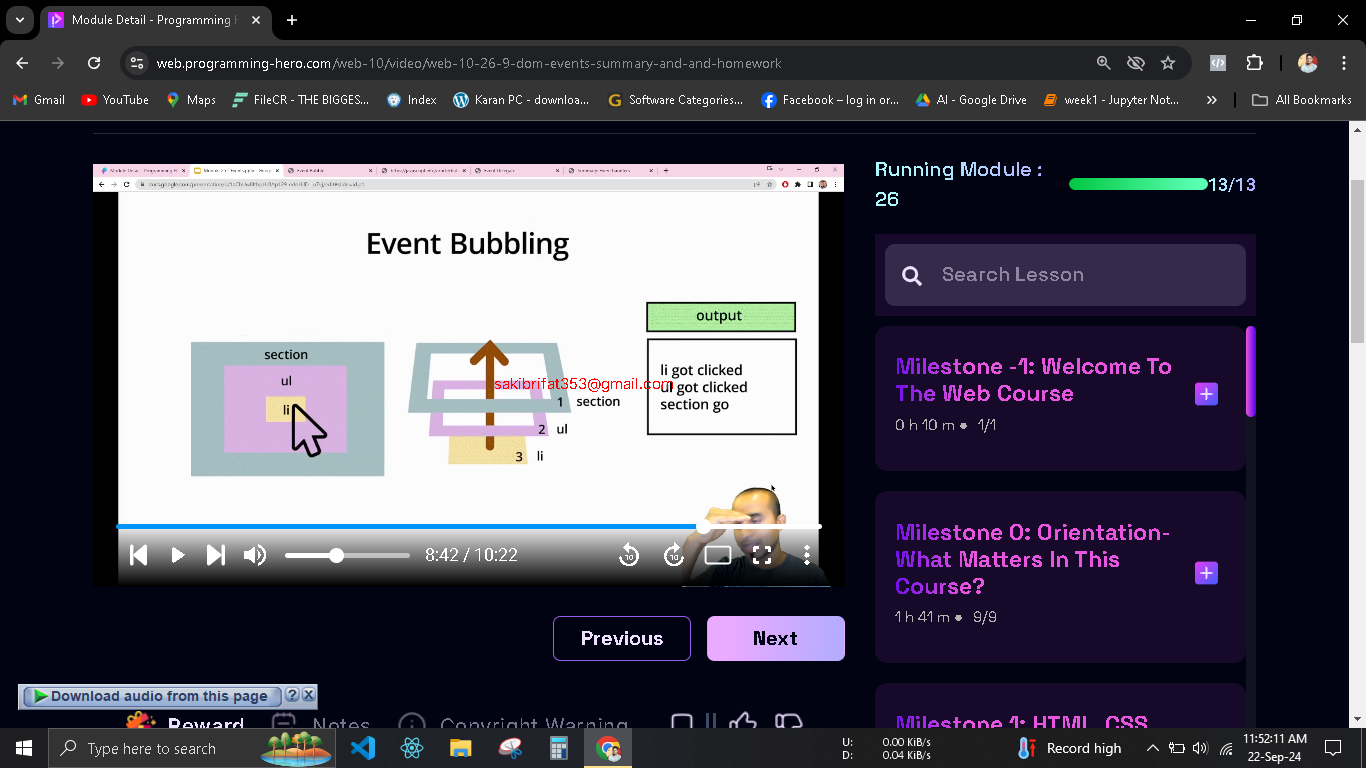 Module Detail - Programming H
web.programming-hero.com/web-10/video/web-10-26-9-dom-events-summary-and-and-homework
Gmail
YouTube
Maps
FileCR - THE BIGGES...
Index
Karan PC - downloa...
Software Categories...
Facebook – log in or...
AI - Google Drive
week1 - Jupyter Not...
All Bookmarks
Event Bubble
Event Delegate
Event Bubbling
section
ul
li
1 section
2 ul
3 li
output
li got clicked
ul got clicked
section go
sakibrifat353@gmail.com
10
10
8:42 / 10:22
Previous
Next
Running Module :
26
13/13
Search Lesson
Milestone -1: Welcome To
The Web Course
0 h 10 m ● 1/1
Milestone 0: Orientation-
What Matters In This
Course?
1 h 41 m ● 9/9
Milestone 1: HTML, CSS
Download audio from this page
Reward
Notes
Copyright Warning
Type here to search
U: 0.00 KiB/s
D: 0.04 KiB/s
Record high
11:52:11 AM
22-Sep-24